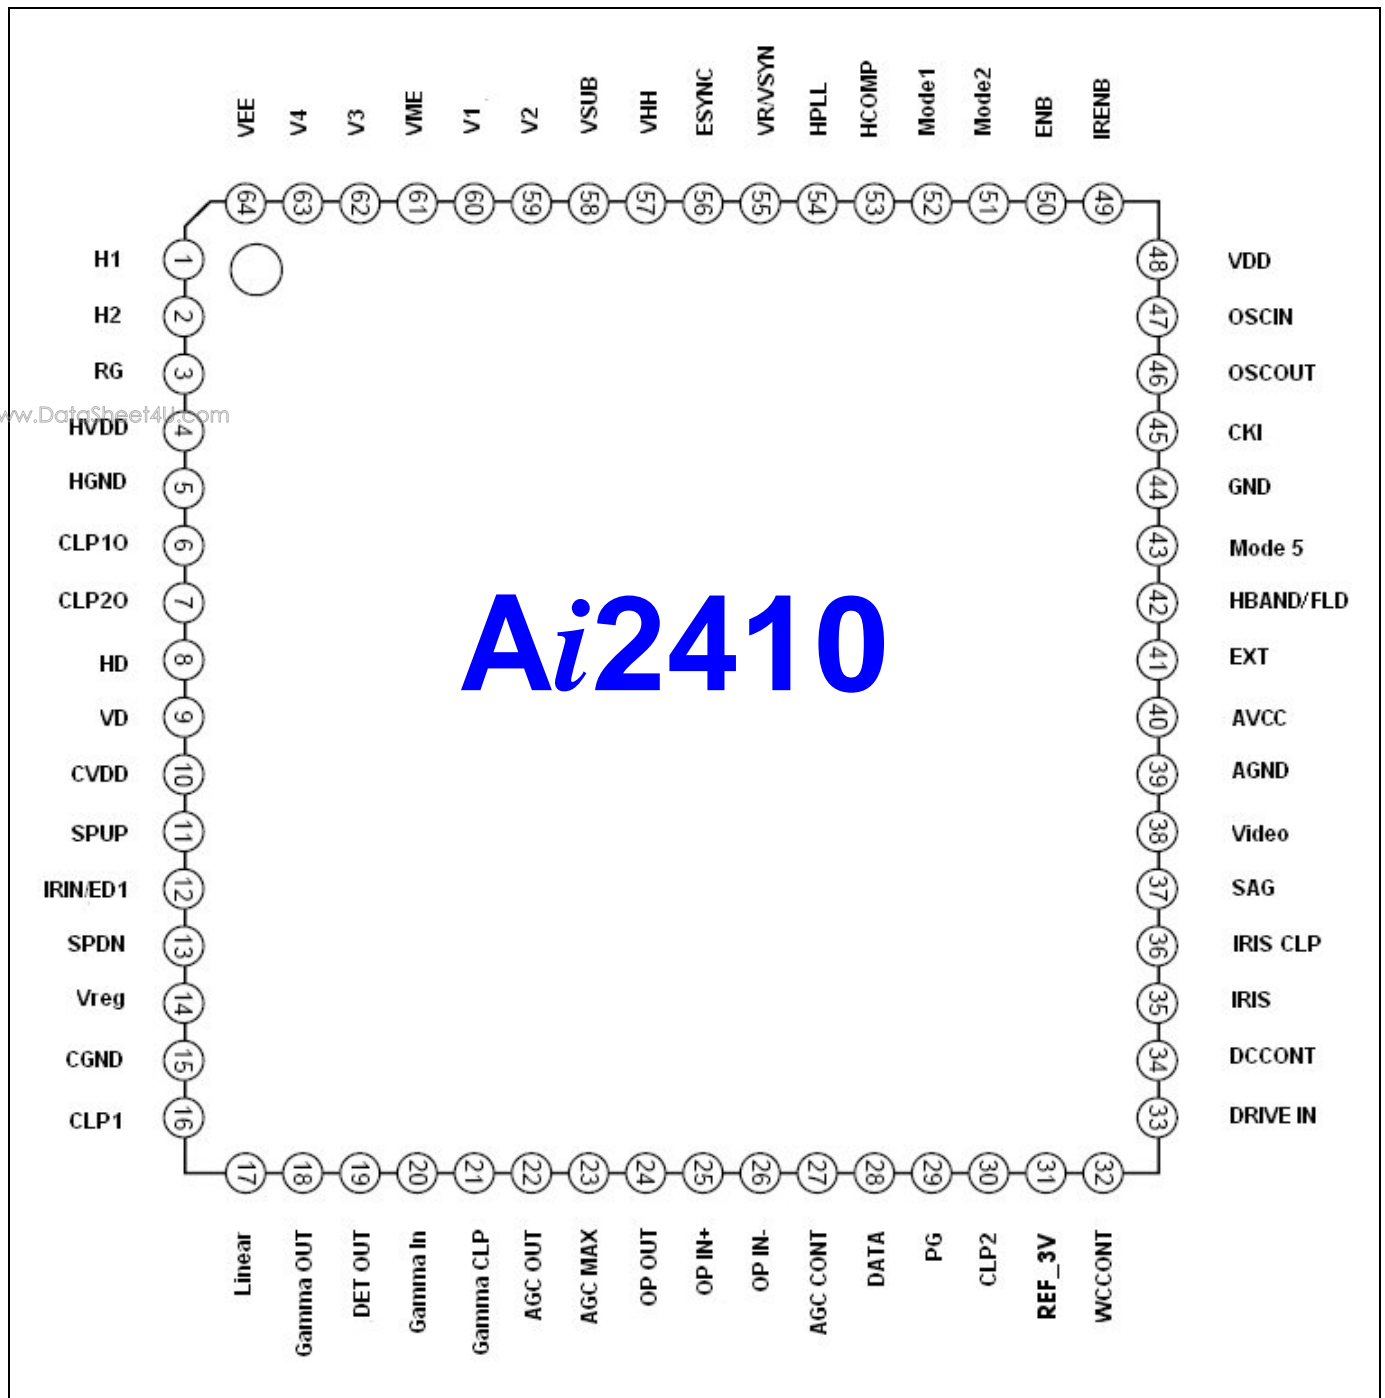 VEE
V4
V3
VME
V1
V2
VSUB
VHH
ESYNC
VR/VSYN
HPLL
HCOMP
Mode1
Mode2
ENB
IRENB
64
63
62
61
60
59
58
57
56
55
54
53
52
51
50
49
H1
1
H2
2
RG
3
www.DataSheet4U.com
HVDD
4
HGND
5
CLP1O
6
CLP2O
7
HD
8
VD
9
CVDD
10
SPUP
11
IRIN/ED1
12
SPDN
13
Vreg
14
CGND
15
CLP1
16
Ai2410
48
VDD
47
OSCIN
46
OSCOUT
45
CKI
44
GND
43
Mode 5
42
HBAND/FLD
41
EXT
40
AVCC
39
AGND
38
Video
37
SAG
36
IRIS CLP
35
IRIS
34
DCCONT
33
DRIVE IN
17
18
19
20
21
22
23
24
25
26
27
28
29
30
31
32
Linear
Gamma OUT
DET OUT
Gamma In
Gamma CLP
AGC OUT
AGC MAX
OP OUT
OP IN+
OP IN-
AGC CONT
DATA
PG
CLP2
REF_3V
WCCONT